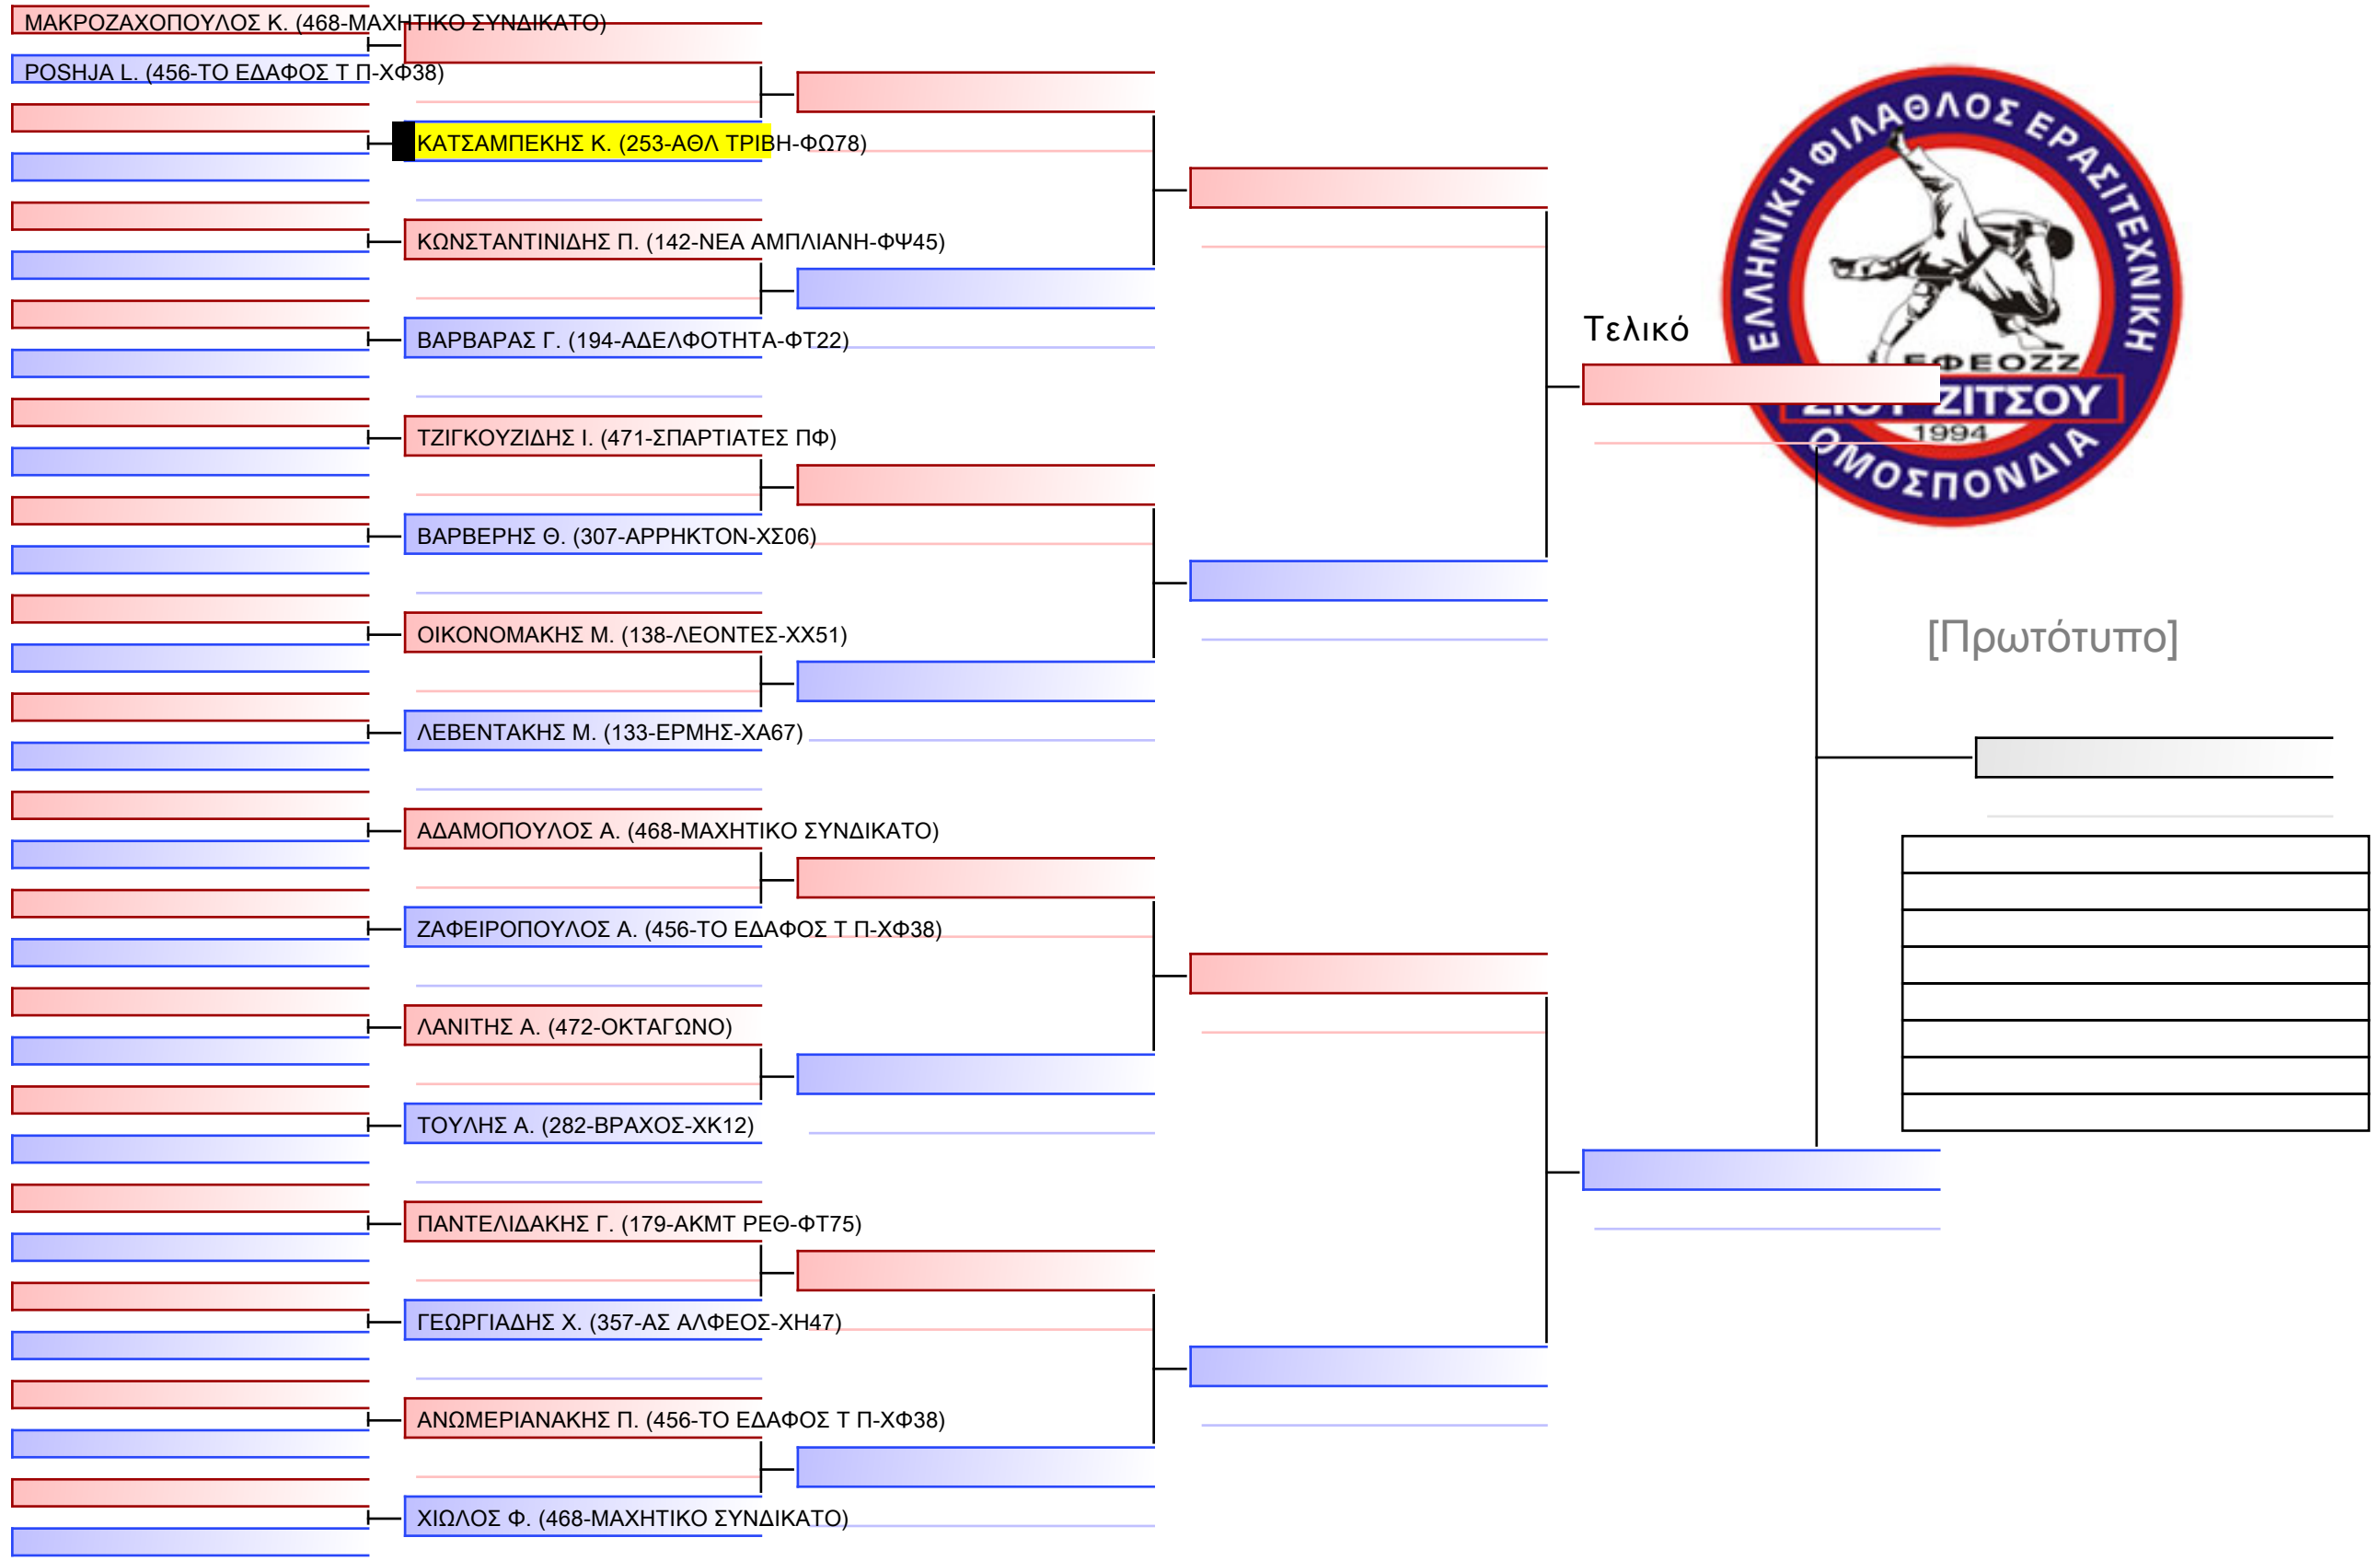 ΜΑΚΡΟΖΑΧΟΠΟΥΛΟΣ Κ. (468-ΜΑΧΗΤΙΚΟ ΣΥΝΔΙΚΑΤΟ)
POSHJA L. (456-ΤΟ ΕΔΑΦΟΣ Τ Π-ΧΦ38)
ΚΑΤΣΑΜΠΕΚΗΣ Κ. (253-ΑΘΛ ΤΡΙΒΗ-ΦΩ78)
ΚΩΝΣΤΑΝΤΙΝΙΔΗΣ Π. (142-ΝΕΑ ΑΜΠΛΙΑΝΗ-ΦΨ45)
ΒΑΡΒΑΡΑΣ Γ. (194-ΑΔΕΛΦΟΤΗΤΑ-ΦΤ22)
ΤΖΙΓΚΟΥΖΙΔΗΣ Ι. (471-ΣΠΑΡΤΙΑΤΕΣ ΠΦ)
ΒΑΡΒΕΡΗΣ Θ. (307-ΑΡΡΗΚΤΟΝ-ΧΣ06)
ΟΙΚΟΝΟΜΑΚΗΣ Μ. (138-ΛΕΟΝΤΕΣ-ΧΧ51)
ΛΕΒΕΝΤΑΚΗΣ Μ. (133-ΕΡΜΗΣ-ΧΑ67)
ΑΔΑΜΟΠΟΥΛΟΣ Α. (468-ΜΑΧΗΤΙΚΟ ΣΥΝΔΙΚΑΤΟ)
ΖΑΦΕΙΡΟΠΟΥΛΟΣ Α. (456-ΤΟ ΕΔΑΦΟΣ Τ Π-ΧΦ38)
ΛΑΝΙΤΗΣ Α. (472-ΟΚΤΑΓΩΝΟ)
ΤΟΥΛΗΣ Α. (282-ΒΡΑΧΟΣ-ΧΚ12)
ΠΑΝΤΕΛΙΔΑΚΗΣ Γ. (179-ΑΚΜΤ ΡΕΘ-ΦΤ75)
ΓΕΩΡΓΙΑΔΗΣ Χ. (357-ΑΣ ΑΛΦΕΟΣ-ΧΗ47)
ΑΝΩΜΕΡΙΑΝΑΚΗΣ Π. (456-ΤΟ ΕΔΑΦΟΣ Τ Π-ΧΦ38)
ΧΙΩΛΟΣ Φ. (468-ΜΑΧΗΤΙΚΟ ΣΥΝΔΙΚΑΤΟ)
Τελικό
ΕΛΛΗΝΙΚΗ ΦΙΛΑΘΛΟΣ ΕΡΑΣΙΤΕΧΝΙΚΗ
ΕΦΕΟΖΖ
ΖΙΤΣΟΥ
1994
ΟΜΟΣΠΟΝΔΙΑ
[Πρωτότυπο]